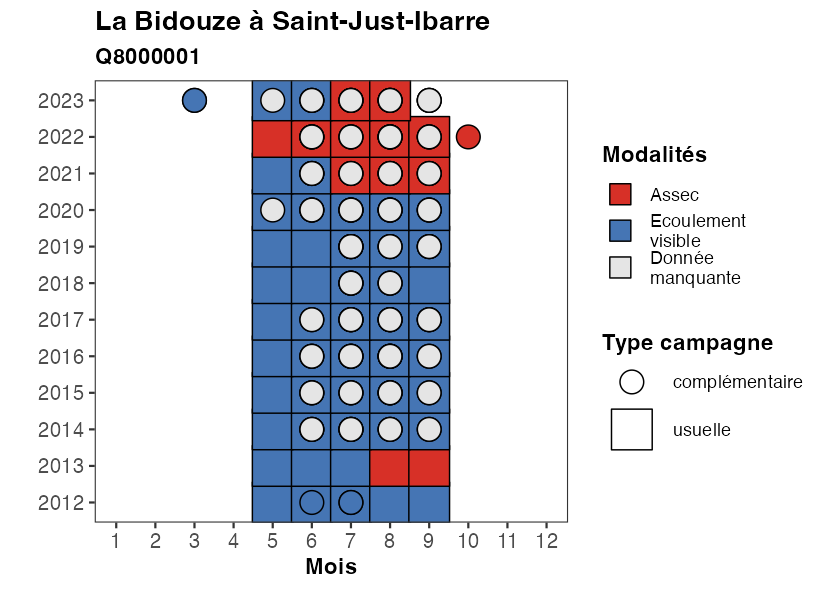 La Bidouze à Saint-Just-Ibarre
Q8000001
2023
2022
2021
2020
2019
2018
2017
2016
2015
2014
2013
2012
1 2 3 4 5 6 7 8 9 10 11 12
Mois
Modalités
Assec
Ecoulement
visible
Donnée
manquante
Type campagne
complémentaire
usuelle